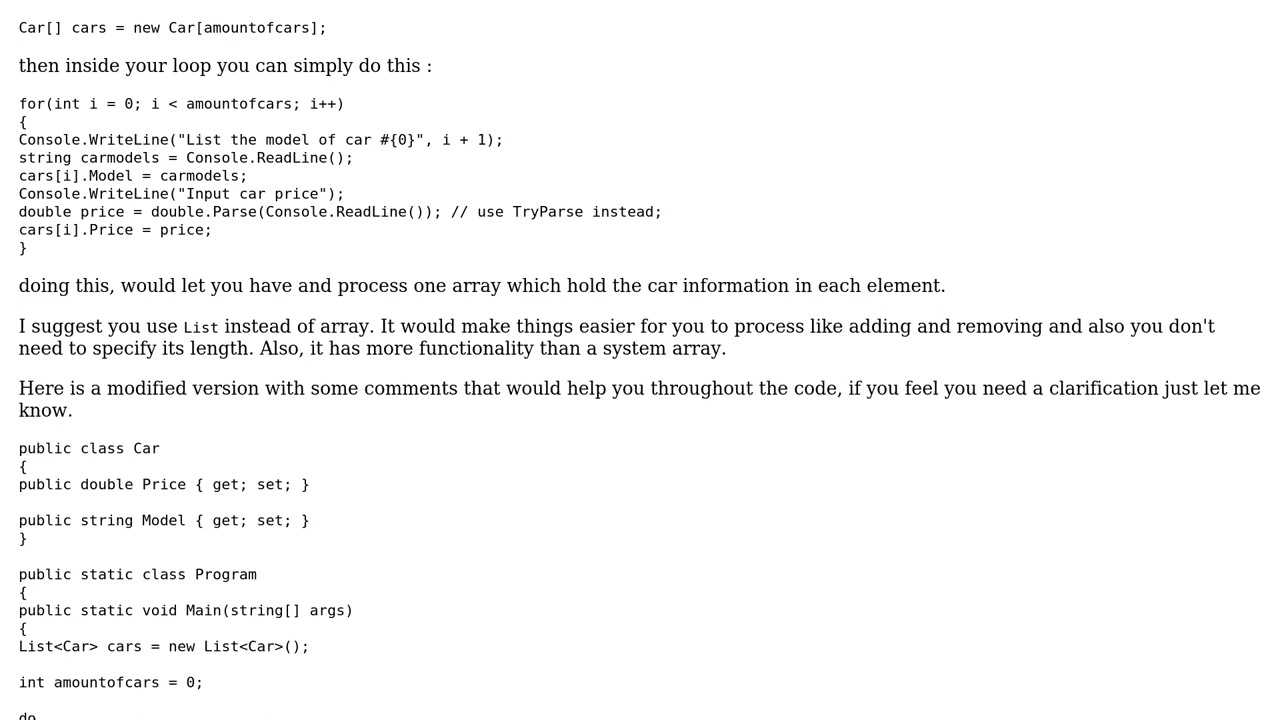 Car[] cars = new Car[amountofcars];
then inside your loop you can simply do this :
for(int i = 0; i < amountofcars; i++)
{
Console.WriteLine("List the model of car #{0}", i + 1);
string carmodels = Console.ReadLine();
cars[i].Model = carmodels;
Console.WriteLine("Input car price");
double price = double.Parse(Console.ReadLine()); // use TryParse instead;
cars[i].Price = price;
}
doing this, would let you have and process one array which hold the car information in each element.
I suggest you use List instead of array. It would make things easier for you to process like adding and removing and also you don't
need to specify its length. Also, it has more functionality than a system array.
Here is a modified version with some comments that would help you throughout the code, if you feel you need a clarification just let me
know.
public class Car
{
public double Price { get; set; }
public string Model { get; set; }
}
public static class Program
{
public static void Main(string[] args)
{
List<Car> cars = new List<Car>();
int amountofcars = 0;
do